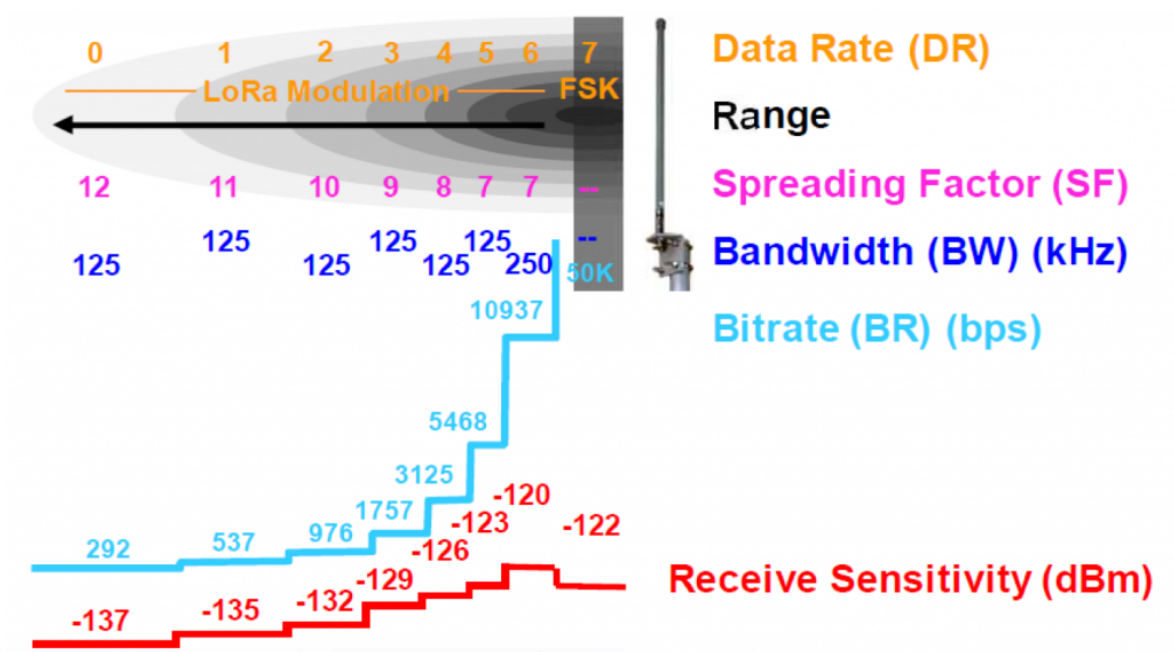 0 1 2 3 4 5 6 7 Data Rate (DR)
LoRa Modulation FSK
Range
12 11 10 9 8 7 7 -- Spreading Factor (SF)
125 125 125 125 125 125 250 -- Bandwidth (BW) (kHz)
50K
10937
Bitrate (BR) (bps)
5468
3125
1757
976
537
292
-120
-123 -122
-126
-129
-132
-135
-137
Receive Sensitivity (dBm)